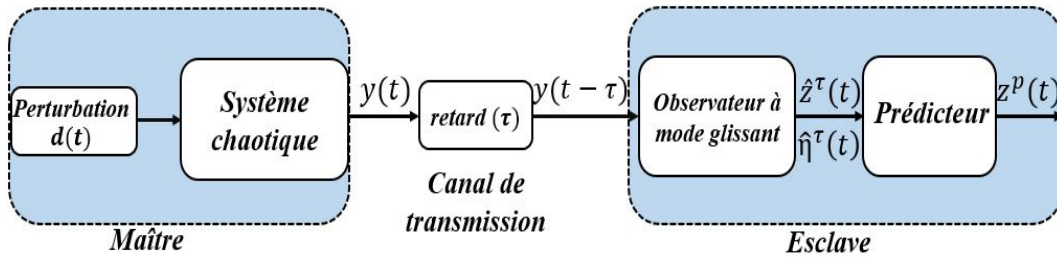 Perturbation
d(t)
Système
chaotique
y(t)
retard (τ)
y(t − τ)
Observateur à
mode glissant
ẑ^τ(t)
η̂^τ(t)
Prédicteur
z^p(t)
Canal de
transmission
Maître
Esclave